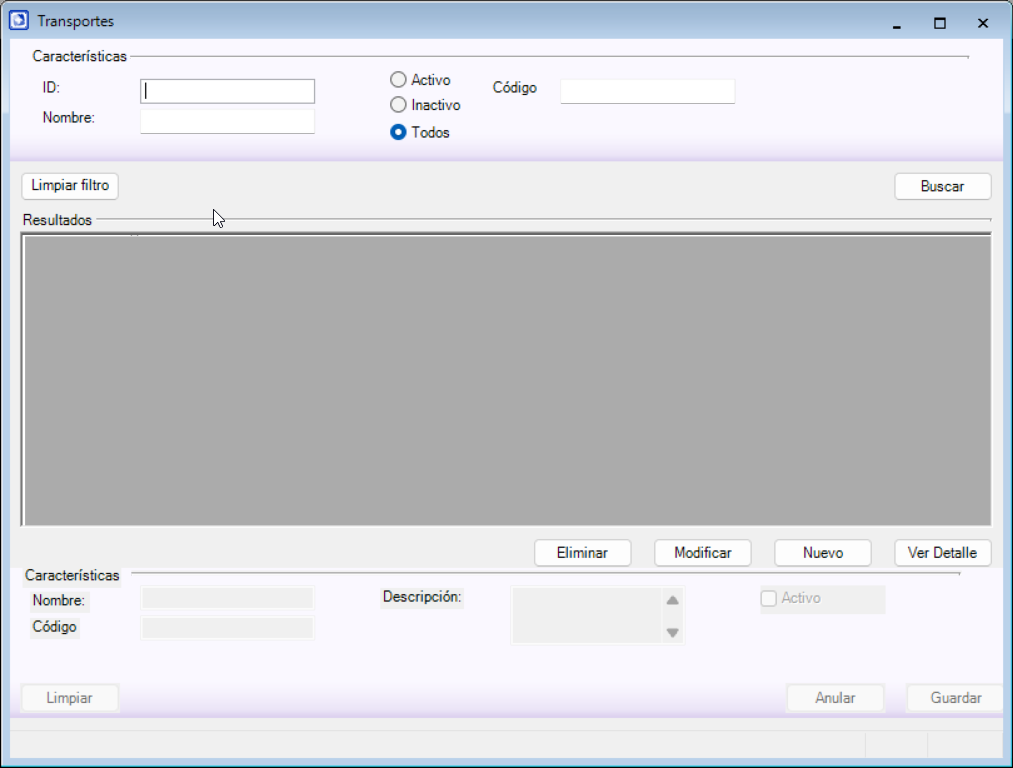 Transportes
Características
ID:
Activo
Código
Inactivo
Nombre:
Todos
Limpiar filtro
Buscar
Resultados
Eliminar
Modificar
Nuevo
Ver Detalle
Características
Nombre:
Descripción:
Activo
Código
Limpiar
Anular
Guardar